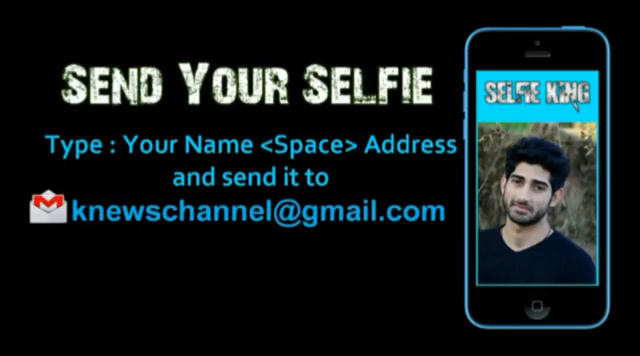 SEND YOUR SELFIE
Type : Your Name <Space> Address
and send it to
knewschannel@gmail.com
SELFIE KING